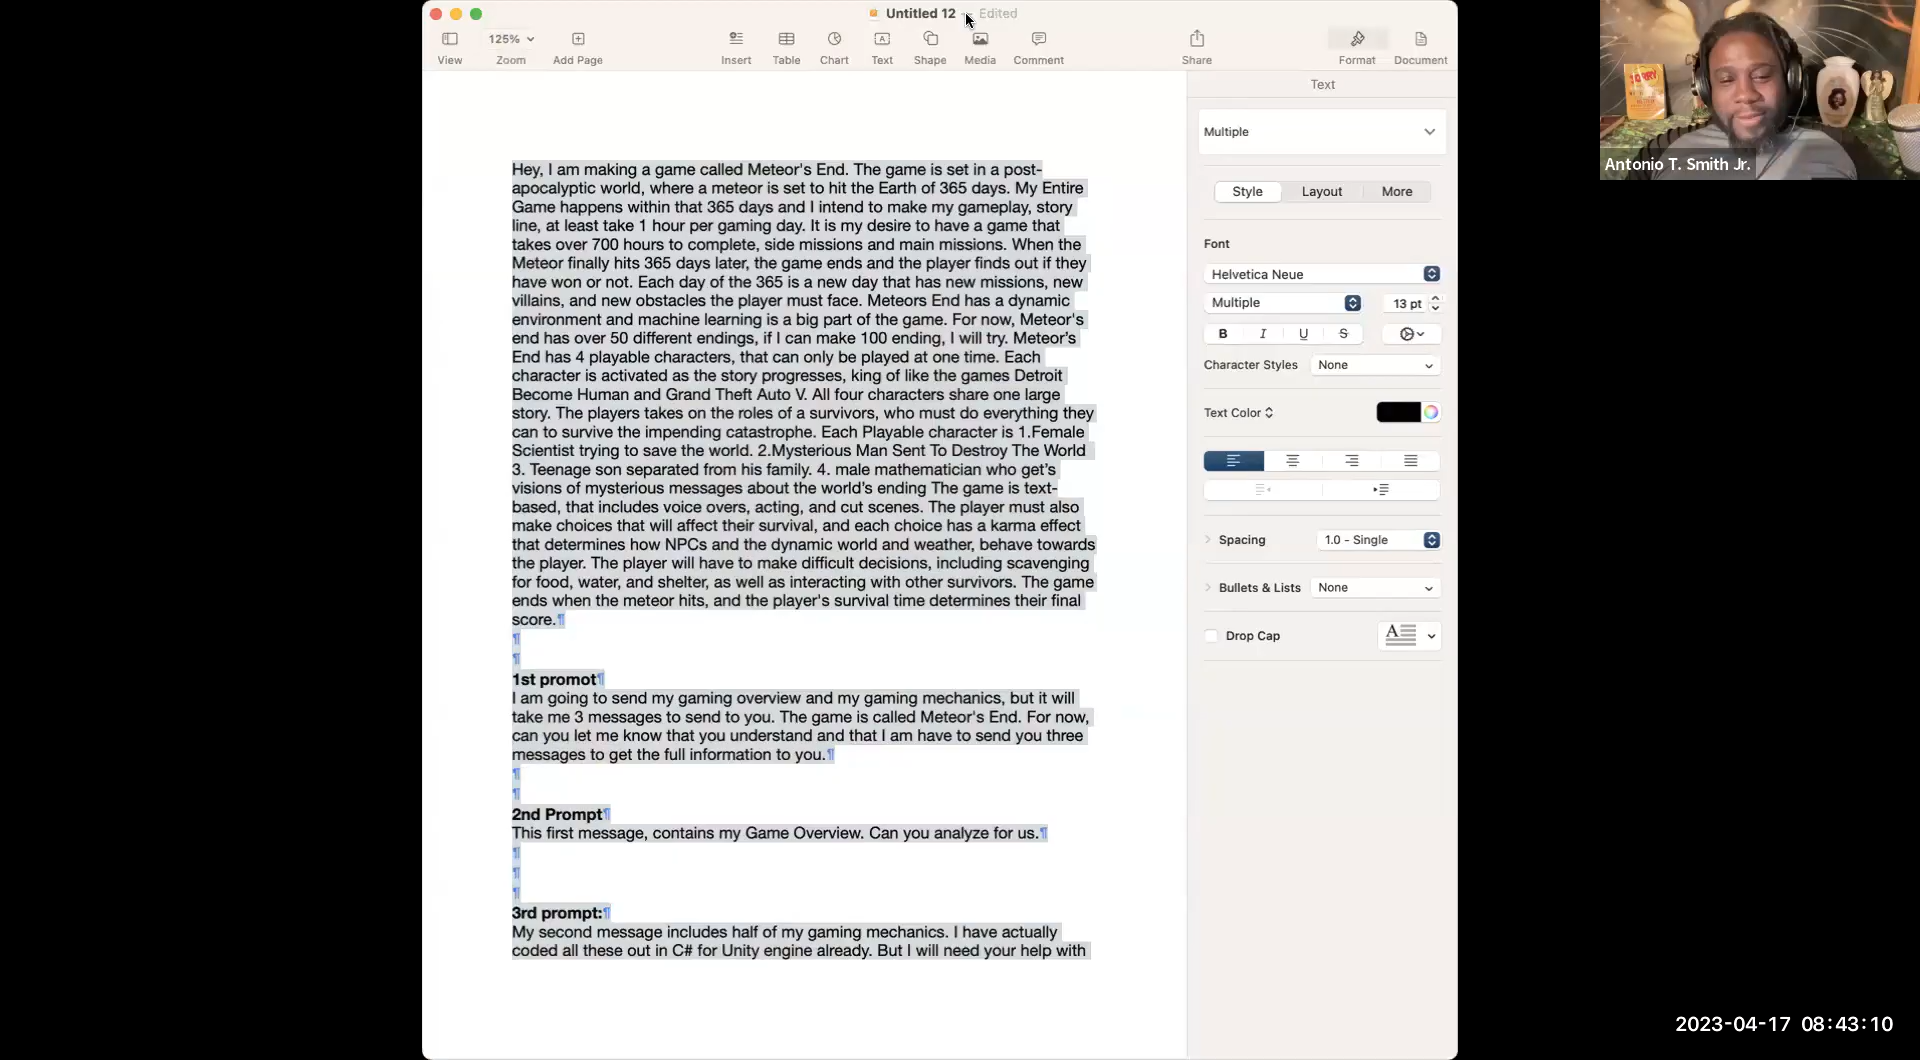 Untitled 12 — Edited
125%
View Zoom Add Page Insert Table Chart Text Shape Media Comment Share Format Document
Text
Multiple
Style Layout More
Font
Helvetica Neue
Multiple 13 pt
B I U S
Character Styles None
Text Color
Spacing 1.0 - Single
Bullets & Lists None
Drop Cap
Hey, I am making a game called Meteor's End. The game is set in a post-
apocalyptic world, where a meteor is set to hit the Earth of 365 days. My Entire
Game happens within that 365 days and I intend to make my gameplay, story
line, at least take 1 hour per gaming day. It is my desire to have a game that
takes over 700 hours to complete, side missions and main missions. When the
Meteor finally hits 365 days later, the game ends and the player finds out if they
have won or not. Each day of the 365 is a new day that has new missions, new
villains, and new obstacles the player must face. Meteors End has a dynamic
environment and machine learning is a big part of the game. For now, Meteor's
end has over 50 different endings, if I can make 100 ending, I will try. Meteor’s
End has 4 playable characters, that can only be played at one time. Each
character is activated as the story progresses, king of like the games Detroit
Become Human and Grand Theft Auto V. All four characters share one large
story. The players takes on the roles of a survivors, who must do everything they
can to survive the impending catastrophe. Each Playable character is 1.Female
Scientist trying to save the world. 2.Mysterious Man Sent To Destroy The World
3. Teenage son separated from his family. 4. male mathematician who get’s
visions of mysterious messages about the world’s ending The game is text-
based, that includes voice overs, acting, and cut scenes. The player must also
make choices that will affect their survival, and each choice has a karma effect
that determines how NPCs and the dynamic world and weather, behave towards
the player. The player will have to make difficult decisions, including scavenging
for food, water, and shelter, as well as interacting with other survivors. The game
ends when the meteor hits, and the player's survival time determines their final
score.
1st promot
I am going to send my gaming overview and my gaming mechanics, but it will
take me 3 messages to send to you. The game is called Meteor's End. For now,
can you let me know that you understand and that I am have to send you three
messages to get the full information to you.
2nd Prompt
This first message, contains my Game Overview. Can you analyze for us.
3rd prompt:
My second message includes half of my gaming mechanics. I have actually
coded all these out in C# for Unity engine already. But I will need your help with
Antonio T. Smith Jr.
2023-04-17 08:43:10